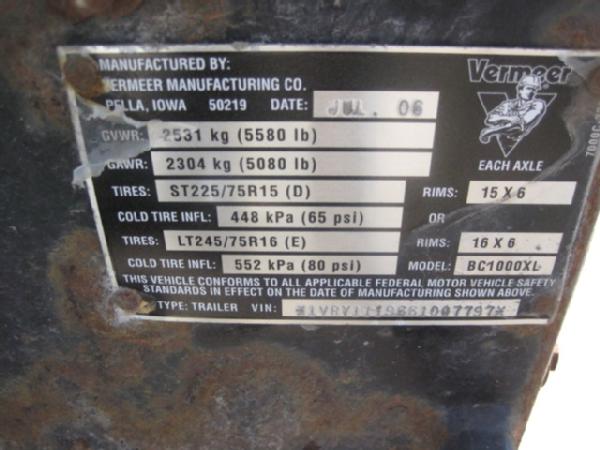 MANUFACTURED BY:
VERMEER MANUFACTURING CO.
PELLA, IOWA 50219 DATE: JUL. 06
Vermeer
GVWR: 2531 kg (5580 lb)
GAWR: 2304 kg (5080 lb) EACH AXLE
TIRES: ST225/75R15 (D) RIMS: 15 X 6
COLD TIRE INFL: 448 kPa (65 psi) OR
TIRES: LT245/75R16 (E) RIMS: 16 X 6
COLD TIRE INFL: 552 kPa (80 psi) MODEL: BC1000XL
THIS VEHICLE CONFORMS TO ALL APPLICABLE FEDERAL MOTOR VEHICLE SAFETY
STANDARDS IN EFFECT ON THE DATE OF MANUFACTURING SHOWN ABOVE.
TYPE: TRAILER VIN: